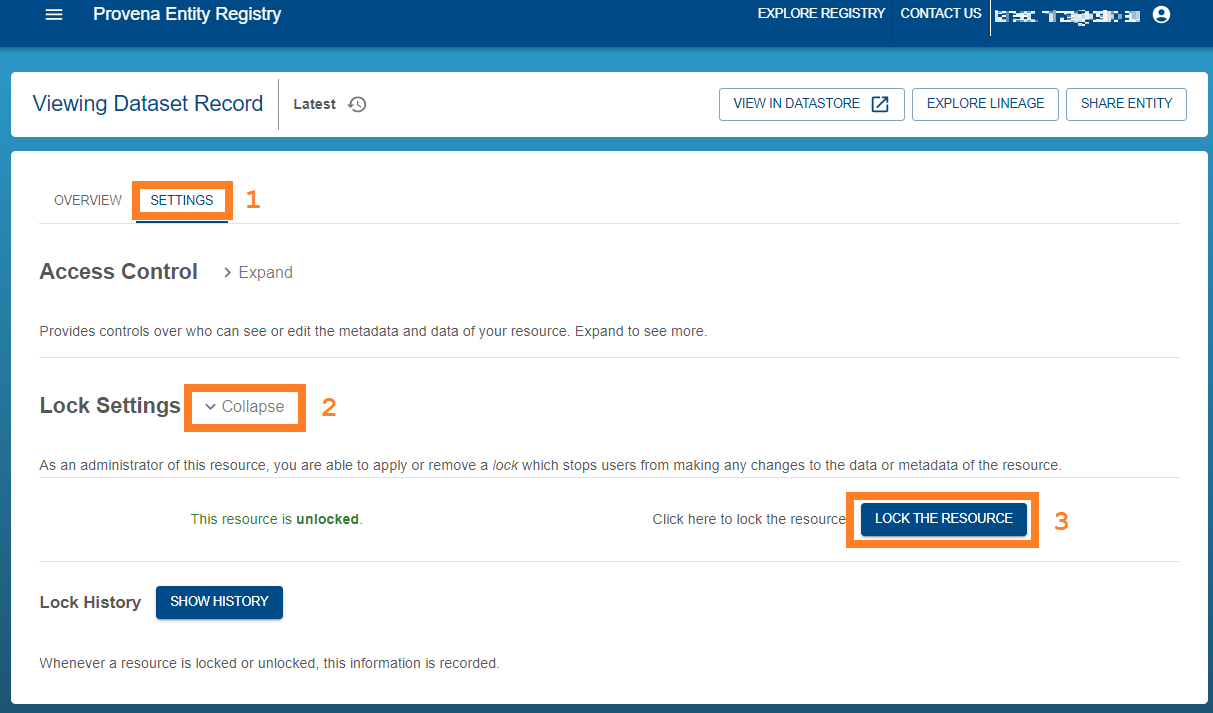 Provena Entity Registry EXPLORE REGISTRY CONTACT US
Viewing Dataset Record Latest VIEW IN DATASTORE EXPLORE LINEAGE SHARE ENTITY
OVERVIEW SETTINGS 1
Access Control Expand
Provides controls over who can see or edit the metadata and data of your resource. Expand to see more.
Lock Settings Collapse 2
As an administrator of this resource, you are able to apply or remove a lock which stops users from making any changes to the data or metadata of the resource.
This resource is unlocked. Click here to lock the resource LOCK THE RESOURCE 3
Lock History SHOW HISTORY
Whenever a resource is locked or unlocked, this information is recorded.